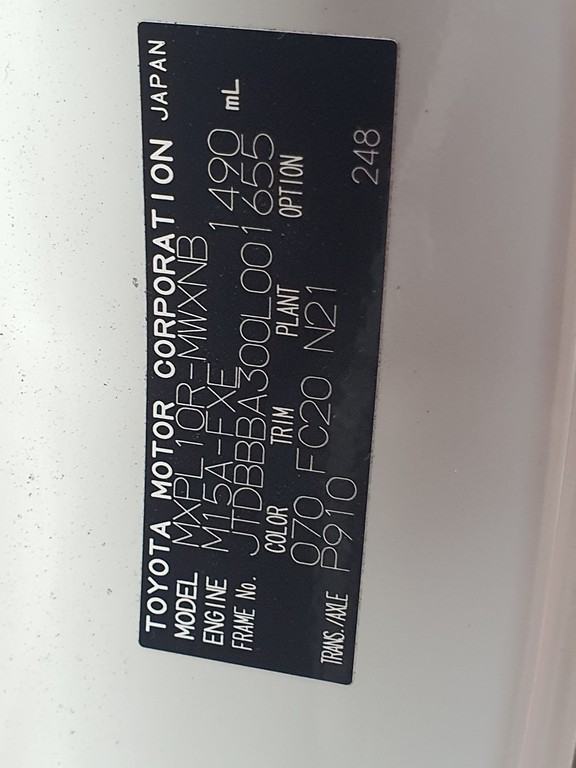 TOYOTA MOTOR CORPORATION JAPAN
MODEL MXPL10R-MWXNB
ENGINE M15A-FXE 1490 mL
FRAME No. JTDBBBA300L001655
COLOR TRIM PLANT OPTION
070 FC20 N21
TRANS./AXLE P910 248